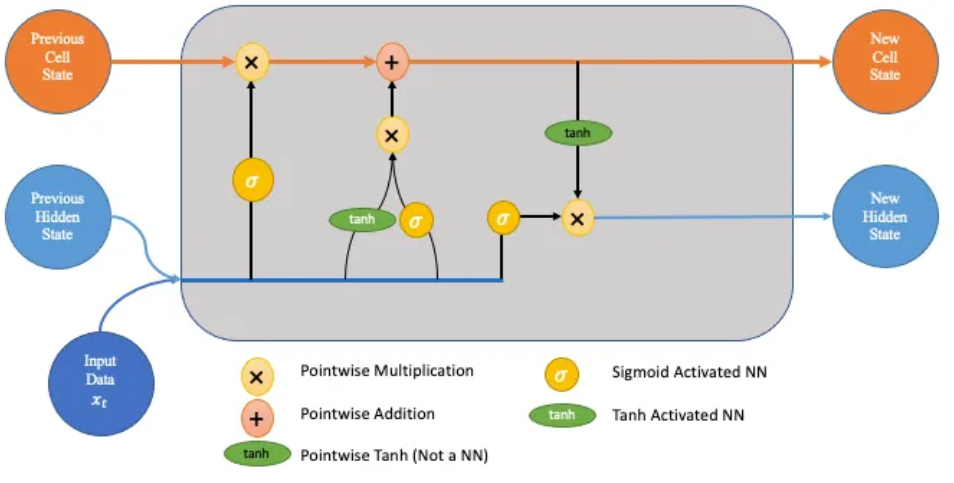 Previous
Cell
State
New
Cell
State
×
+
tanh
×
σ
Previous
Hidden
State
tanh
σ
σ
×
New
Hidden
State
Input
Data
xₜ
× Pointwise Multiplication
σ Sigmoid Activated NN
+ Pointwise Addition
tanh Tanh Activated NN
tanh Pointwise Tanh (Not a NN)